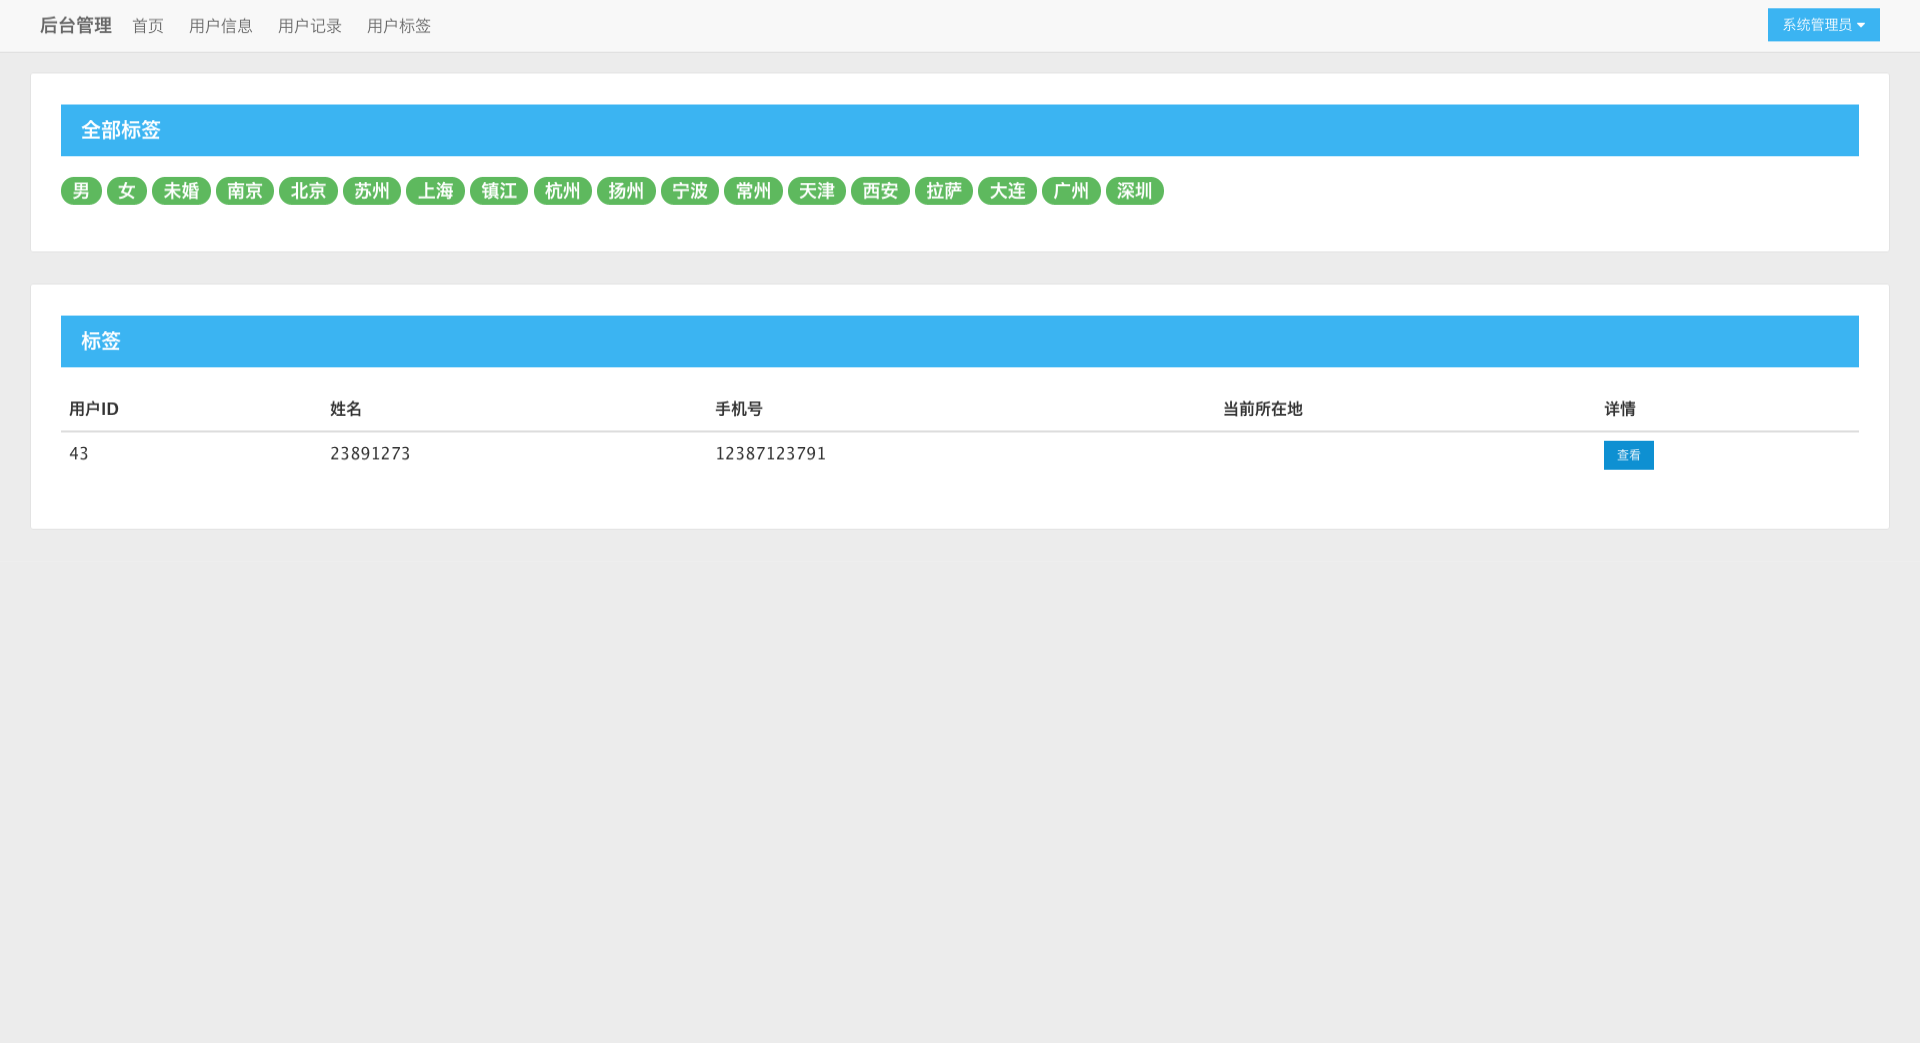 后台管理 首页 用户信息 用户记录 用户标签 系统管理员
全部标签
男 女 未婚 南京 北京 苏州 上海 镇江 杭州 扬州 宁波 常州 天津 西安 拉萨 大连 广州 深圳
标签
用户ID 姓名 手机号 当前所在地 详情
43 23891273 12387123791 查看